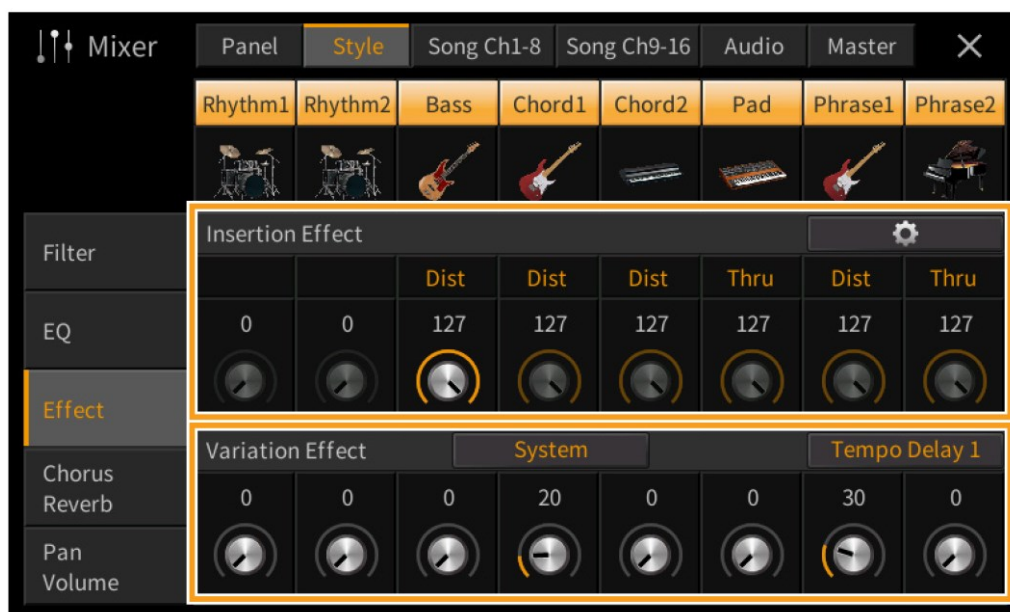 Mixer Panel Style Song Ch1-8 Song Ch9-16 Audio Master
Rhythm1 Rhythm2 Bass Chord1 Chord2 Pad Phrase1 Phrase2
Filter
EQ
Effect
Chorus
Reverb
Pan
Volume
Insertion Effect
Dist Dist Dist Thru Dist Thru
0 0 127 127 127 127 127 127
Variation Effect System Tempo Delay 1
0 0 0 20 0 0 30 0